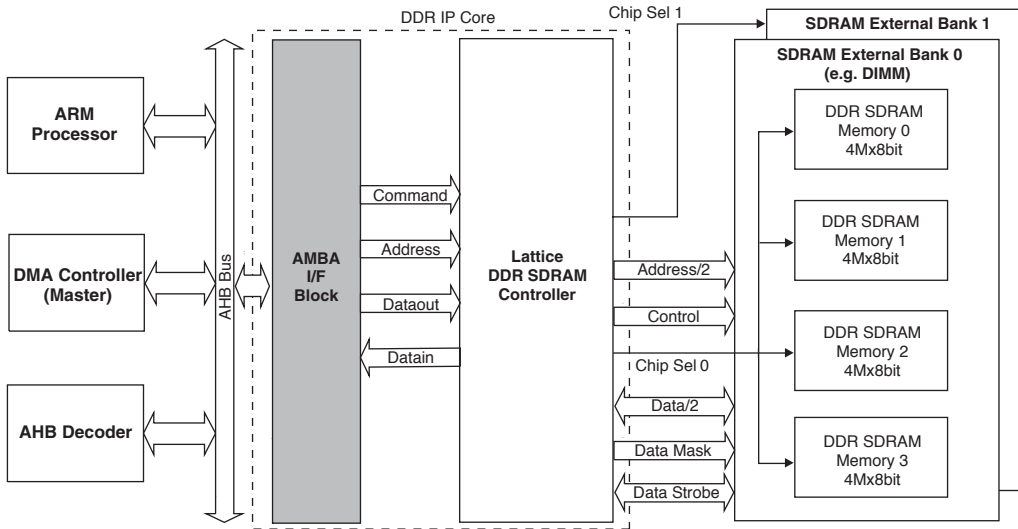 DDR IP Core
Chip Sel 1
SDRAM External Bank 1
SDRAM External Bank 0
(e.g. DIMM)
ARM
Processor
DMA Controller
(Master)
AHB Decoder
AHB Bus
AMBA
I/F
Block
Command
Address
Dataout
Datain
Lattice
DDR SDRAM
Controller
Address/2
Control
Chip Sel 0
Data/2
Data Mask
Data Strobe
DDR SDRAM
Memory 0
4Mx8bit
DDR SDRAM
Memory 1
4Mx8bit
DDR SDRAM
Memory 2
4Mx8bit
DDR SDRAM
Memory 3
4Mx8bit